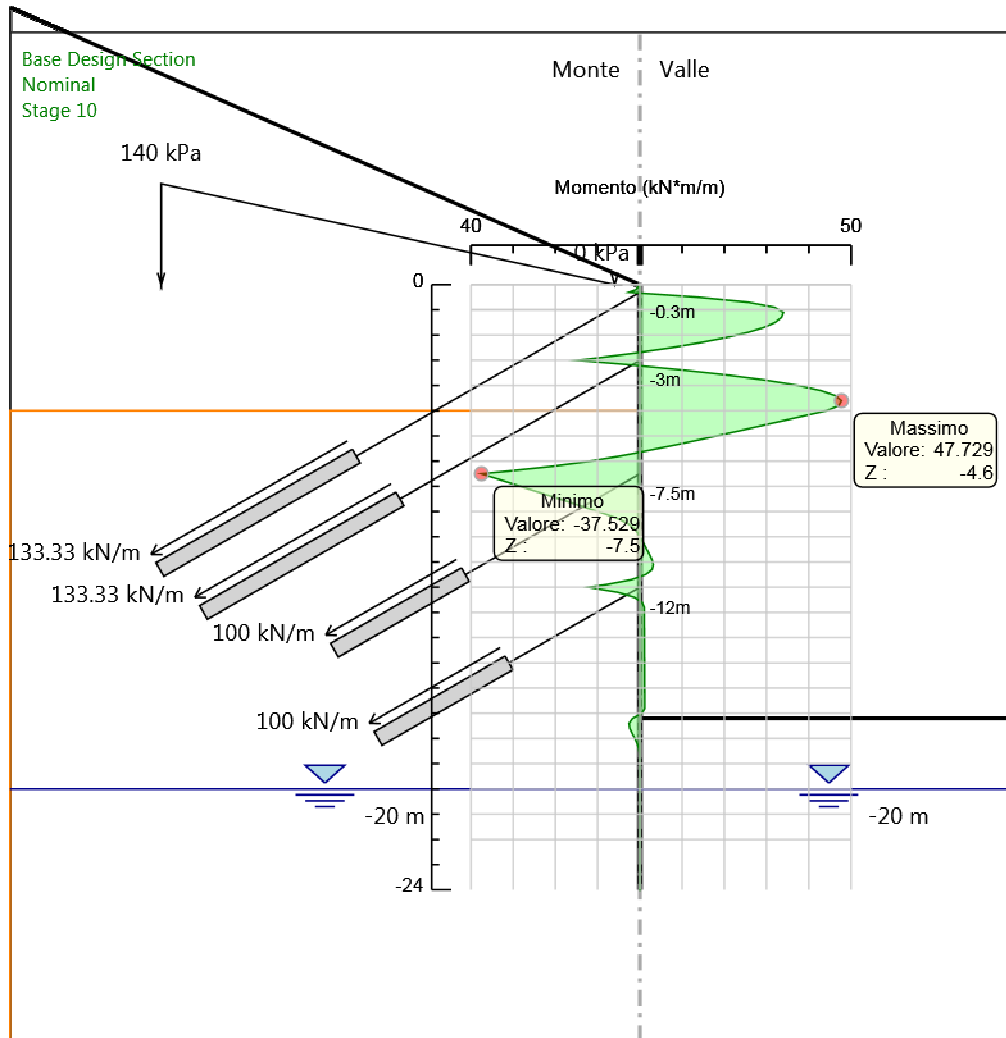 Base Design Section
Nominal
Stage 10
Monte
Valle
140 kPa
Momento (kN*m/m)
40
50
0 kPa
0
-0.3m
-3m
Massimo
Valore: 47.729
Z : -4.6
-7.5m
Minimo
Valore: -37.529
Z : -7.5
133.33 kN/m
133.33 kN/m
-12m
100 kN/m
100 kN/m
-20 m
-20 m
-24